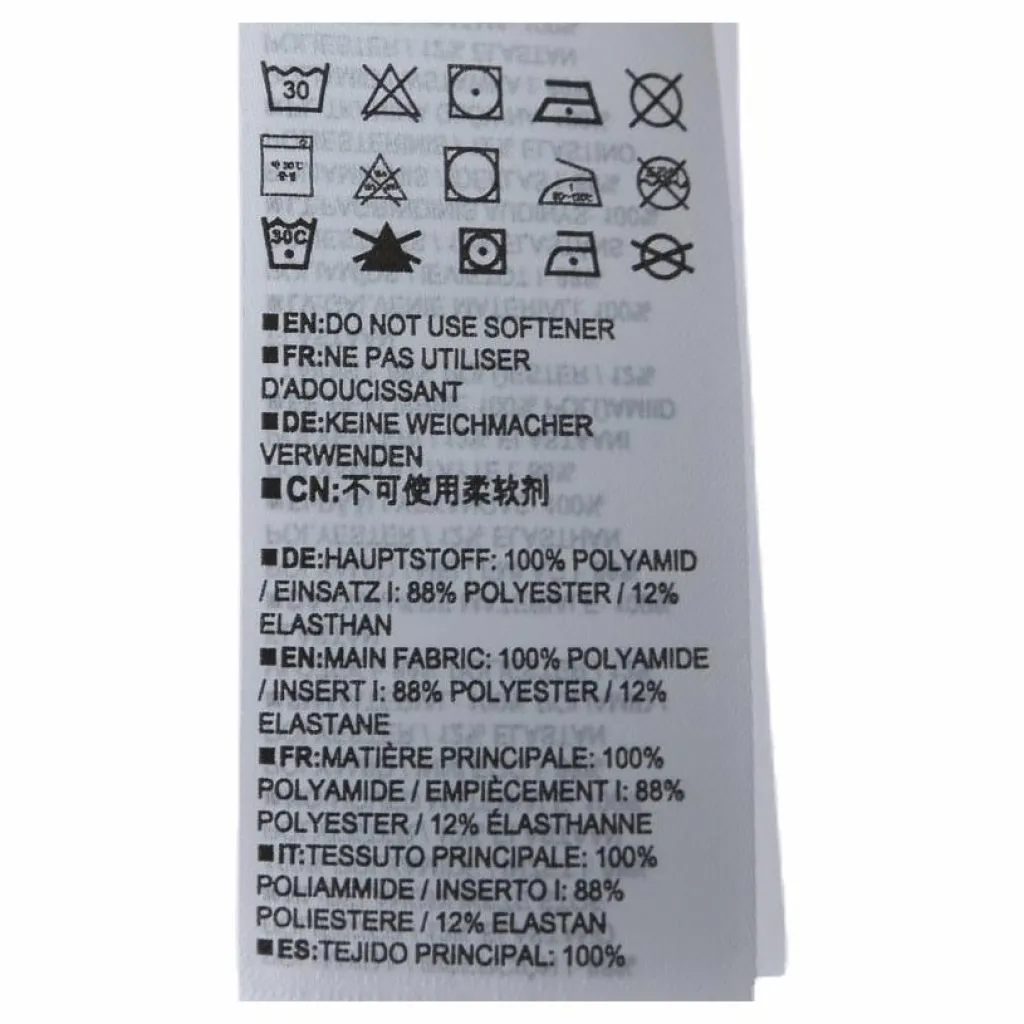 30
30C
■EN:DO NOT USE SOFTENER
■FR:NE PAS UTILISER
D'ADOUCISSANT
■DE:KEINE WEICHMACHER
VERWENDEN
■CN:不可使用柔软剂
■DE:HAUPTSTOFF: 100% POLYAMID
/ EINSATZ I: 88% POLYESTER / 12%
ELASTHAN
■EN:MAIN FABRIC: 100% POLYAMIDE
/ INSERT I: 88% POLYESTER / 12%
ELASTANE
■FR:MATIÈRE PRINCIPALE: 100%
POLYAMIDE / EMPIÈCEMENT I: 88%
POLYESTER / 12% ÉLASTHANNE
■IT:TESSUTO PRINCIPALE: 100%
POLIAMMIDE / INSERTO I: 88%
POLIESTERE / 12% ELASTAN
■ES:TEJIDO PRINCIPAL: 100%